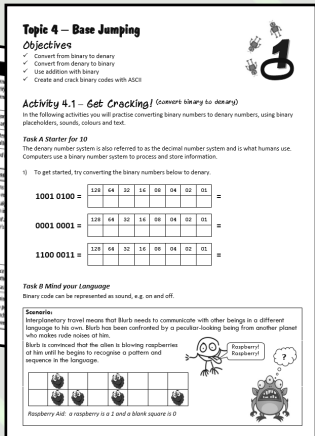 Topic 4 – Base Jumping
Objectives
✓ Convert from binary to denary
✓ Convert from denary to binary
✓ Use addition with binary
✓ Create and crack binary codes with ASCII
Activity 4.1 – Get Cracking! (convert binary to denary)
In the following activities you will practise converting binary numbers to denary numbers, using binary
placeholders, sounds, colours and text.
Task A Starter for 10
The denary number system is also referred to as the decimal number system and is what humans use.
Computers use a binary number system to process and store information.
1) To get started, try converting the binary numbers below to denary.
128 64 32 16 08 04 02 01
1001 0100 = =
128 64 32 16 08 04 02 01
0001 0001 = =
128 64 32 16 08 04 02 01
1100 0011 = =
Task B Mind your Language
Binary code can be represented as sound, e.g. on and off.
Scenario:
Interplanetary travel means that Blurb needs to communicate with other beings in a different
language to his own. Blurb has been confronted by a peculiar-looking being from another planet
who makes rude noises at him.
Blurb is convinced that the alien is blowing raspberries
at him until he begins to recognise a pattern and
sequence in the language.
Raspberry!
Raspberry!
?
Raspberry Aid: a raspberry is a 1 and a blank square is 0